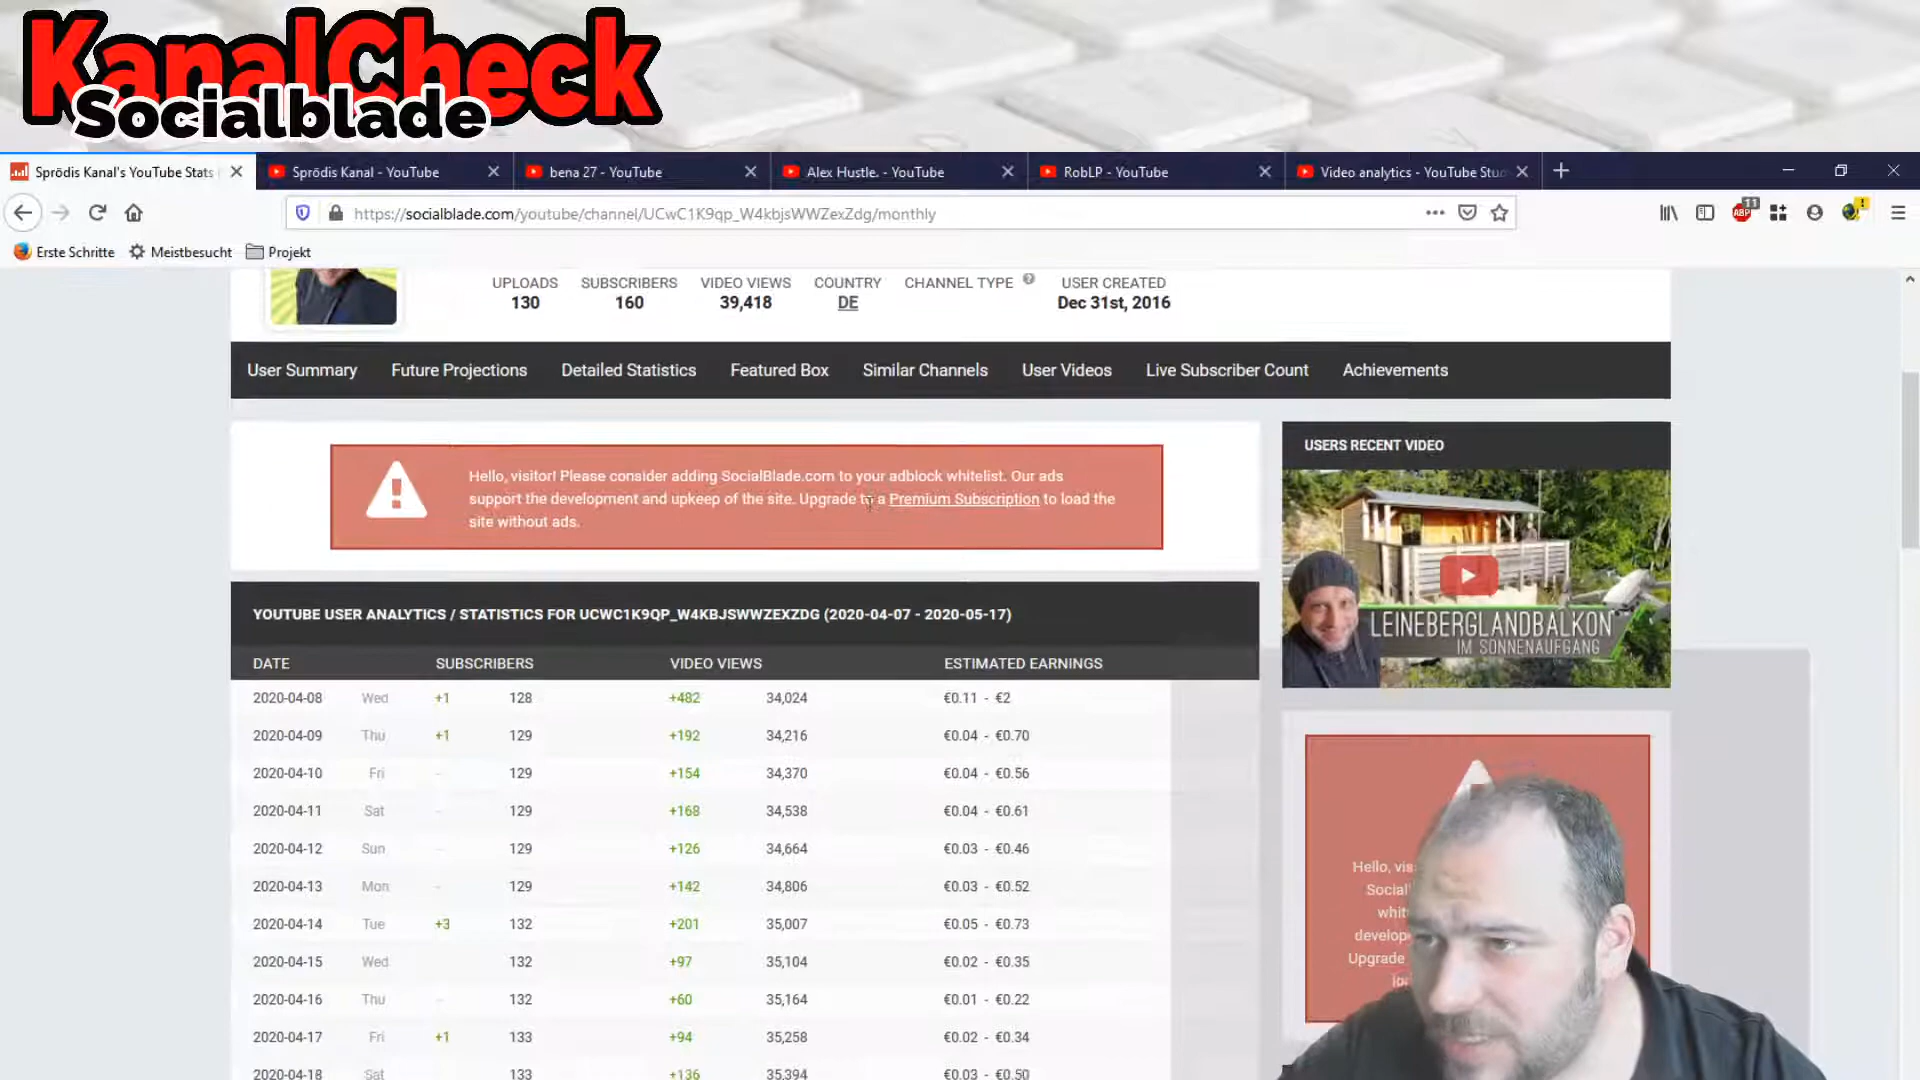 KanalCheck
Socialblade
Sprödis Kanal's YouTube Stats
Sprödis Kanal - YouTube
bena 27 - YouTube
Alex Hustle. - YouTube
RobLP - YouTube
Video analytics - YouTube Stu
https://socialblade.com/youtube/channel/UCwC1K9qp_W4kbjsWWZexZdg/monthly
ABP 11
Erste Schritte Meistbesucht Projekt
UPLOADS SUBSCRIBERS VIDEO VIEWS COUNTRY CHANNEL TYPE USER CREATED
130 160 39,418 DE Dec 31st, 2016
User Summary Future Projections Detailed Statistics Featured Box Similar Channels User Videos Live Subscriber Count Achievements
Hello, visitor! Please consider adding SocialBlade.com to your adblock whitelist. Our ads
support the development and upkeep of the site. Upgrade to a Premium Subscription to load the
site without ads.
USERS RECENT VIDEO
LEINEBERGLANDBALKON
IM SONNENAUFGANG
YOUTUBE USER ANALYTICS / STATISTICS FOR UCWC1K9QP_W4KBJSWWZEXZDG (2020-04-07 - 2020-05-17)
DATE SUBSCRIBERS VIDEO VIEWS ESTIMATED EARNINGS
2020-04-08 Wed +1 128 +482 34,024 €0.11 - €2
2020-04-09 Thu +1 129 +192 34,216 €0.04 - €0.70
2020-04-10 Fri - 129 +154 34,370 €0.04 - €0.56
2020-04-11 Sat - 129 +168 34,538 €0.04 - €0.61
2020-04-12 Sun - 129 +126 34,664 €0.03 - €0.46
2020-04-13 Mon - 129 +142 34,806 €0.03 - €0.52
2020-04-14 Tue +3 132 +201 35,007 €0.05 - €0.73
2020-04-15 Wed 132 +97 35,104 €0.02 - €0.35
2020-04-16 Thu - 132 +60 35,164 €0.01 - €0.22
2020-04-17 Fri +1 133 +94 35,258 €0.02 - €0.34
2020-04-18 Sat 133 +136 35,394 €0.03 - €0.50
Hello, vis
Social
whit
develop
Upgrade